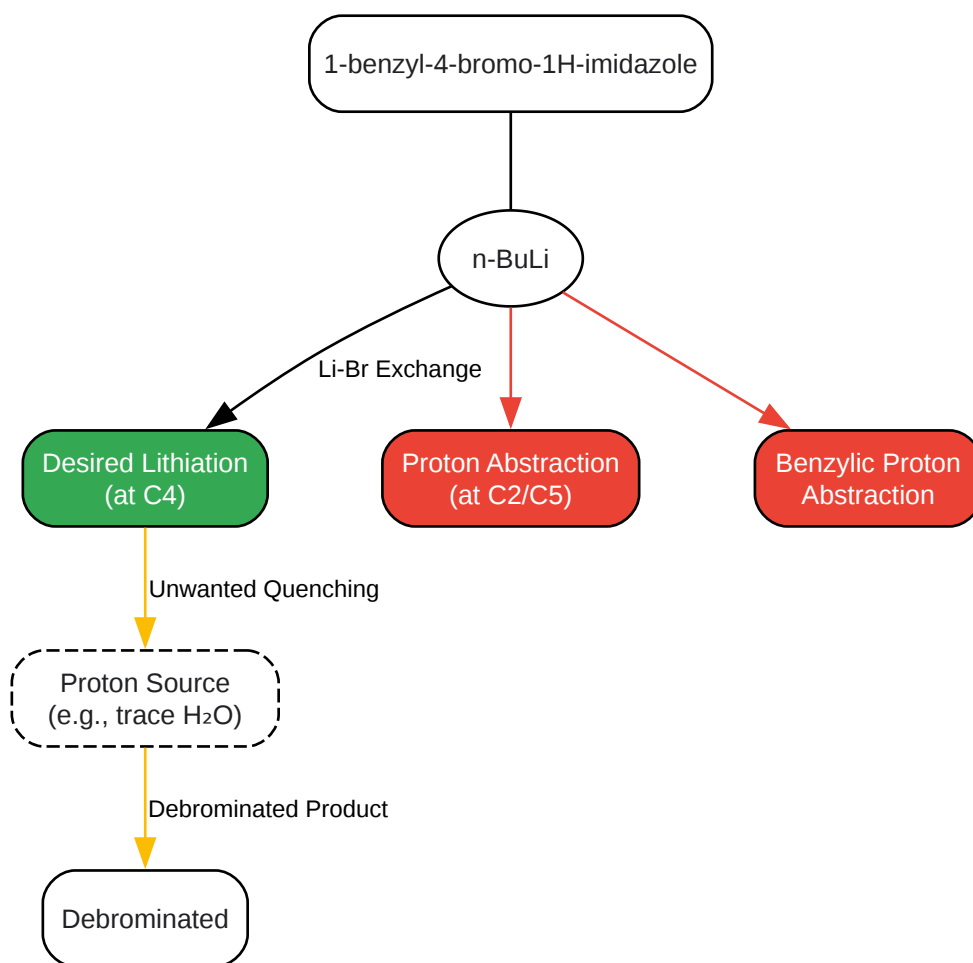 1-benzyl-4-bromo-1H-imidazole
n-BuLi
Li-Br Exchange
Desired Lithiation
(at C4)
Proton Abstraction
(at C2/C5)
Benzylic Proton
Abstraction
Unwanted Quenching
Proton Source
(e.g., trace H₂O)
Debrominated Product
Debrominated